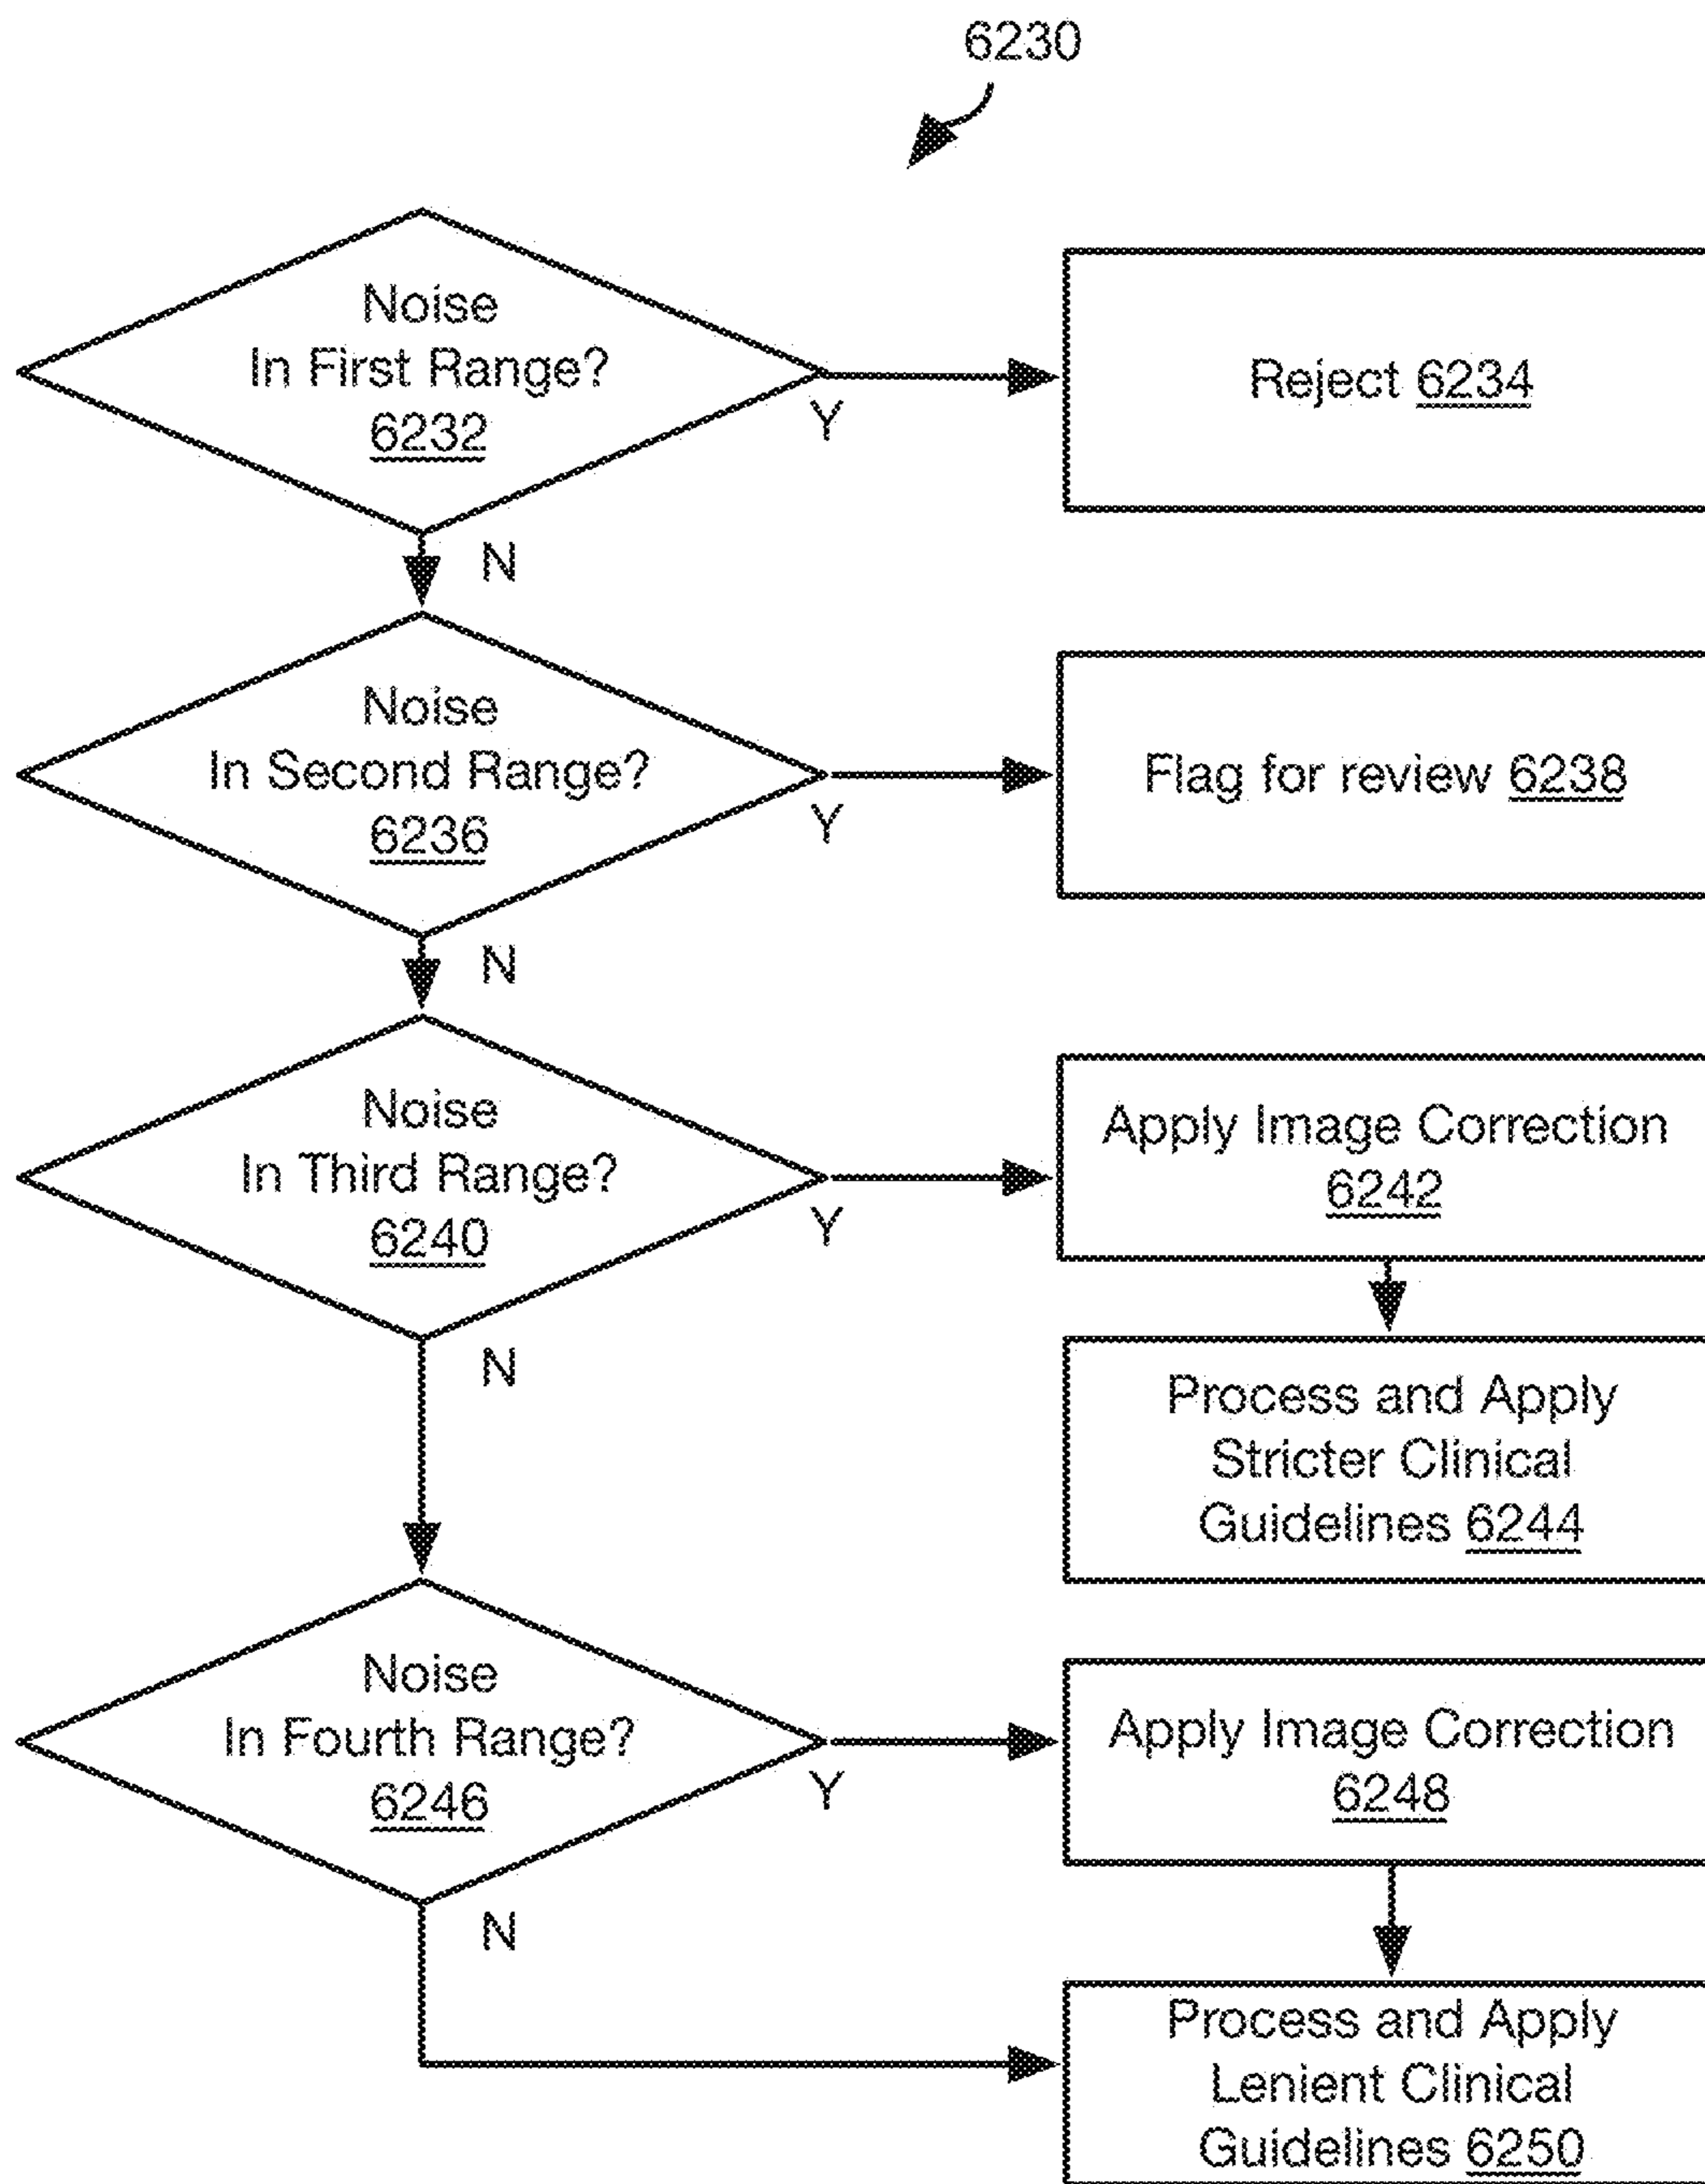 6230
Noise
In First Range?
6232
Y
N
Reject 6234
Noise
In Second Range?
6236
Y
N
Flag for review 6238
Noise
In Third Range?
6240
Y
N
Apply Image Correction
6242
Process and Apply
Stricter Clinical
Guidelines 6244
Noise
In Fourth Range?
6246
Y
N
Apply Image Correction
6248
Process and Apply
Lenient Clinical
Guidelines 6250